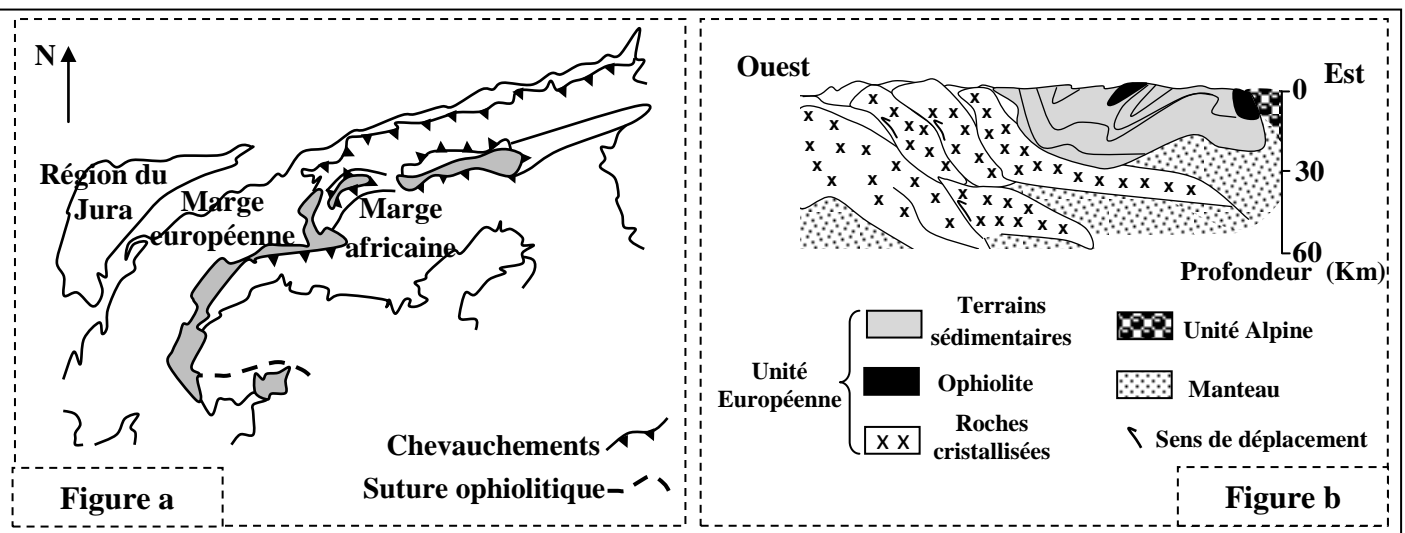 N
Région du
Jura
Marge
européenne
Marge
africaine
Chevauchements
Suture ophiolitique
Figure a
Ouest
Est
0
30
60
Profondeur (Km)
Unité
Européenne
Terrains
sédimentaires
Ophiolite
Roches
cristallisées
Unité Alpine
Manteau
Sens de déplacement
Figure b